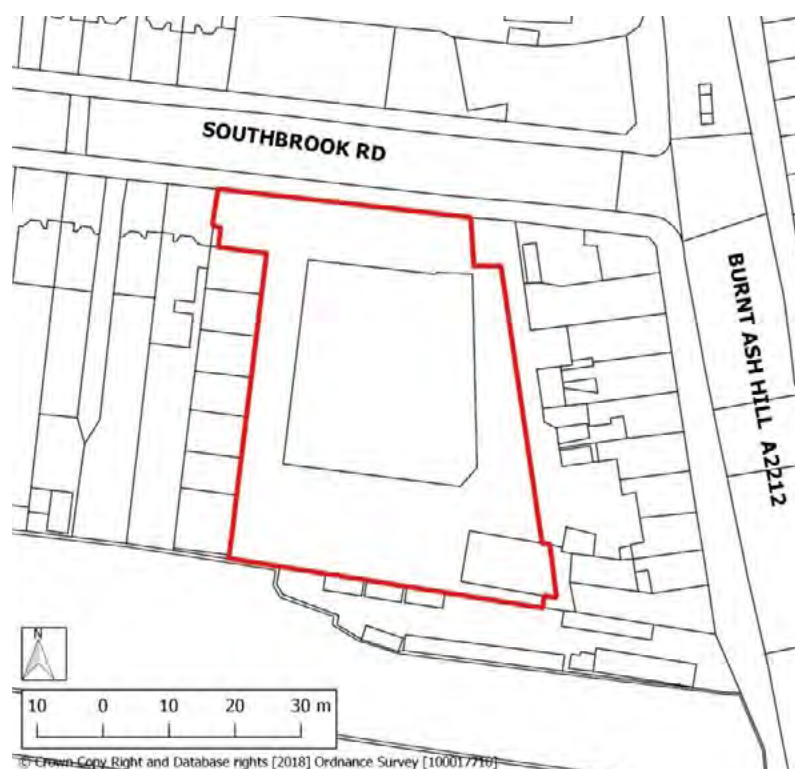 SOUTHBROOK RD
BURNT ASH HILL A2212
N
10 0 10 20 30 m
© Crown Copy Right and Database rights [2018] Ordnance Survey [100017710]